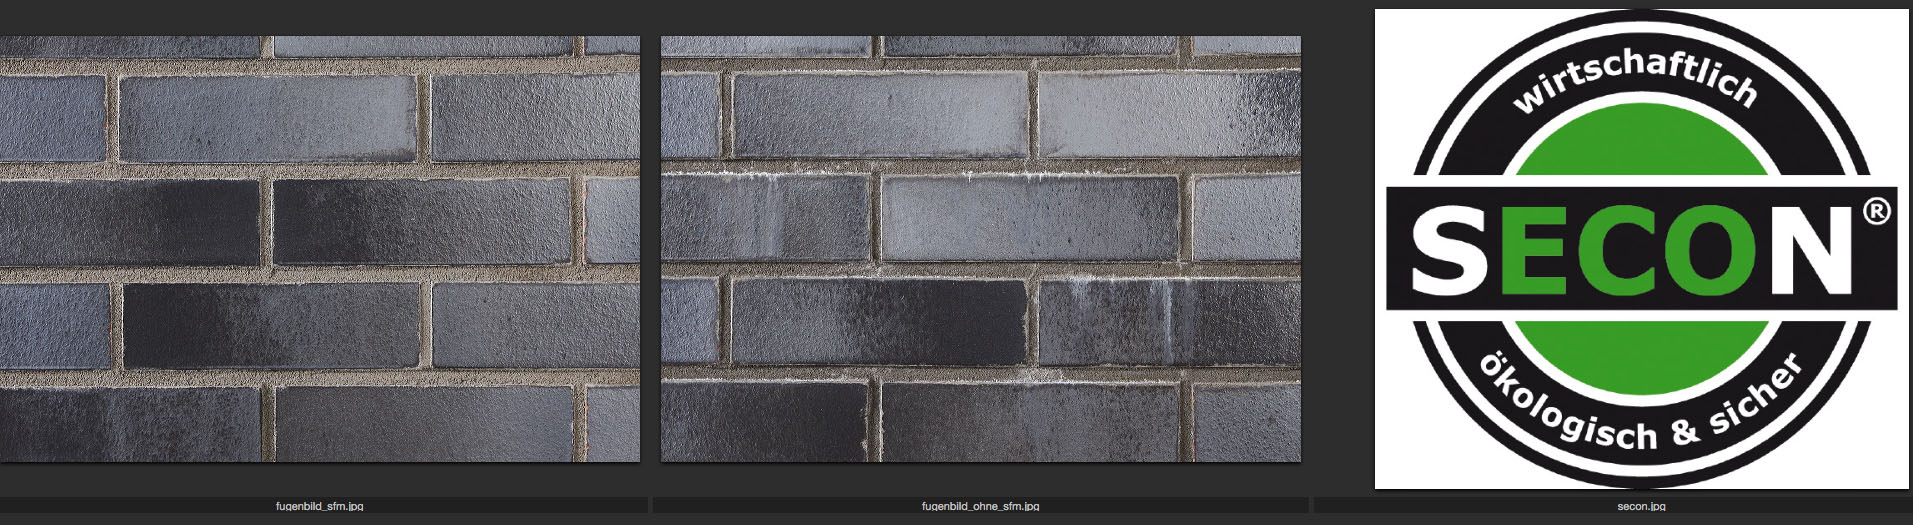 wirtschaftlich
SECON®
ökologisch & sicher
fugenbild_sfm.jpg
fugenbild_ohne_sfm.jpg
secon.jpg